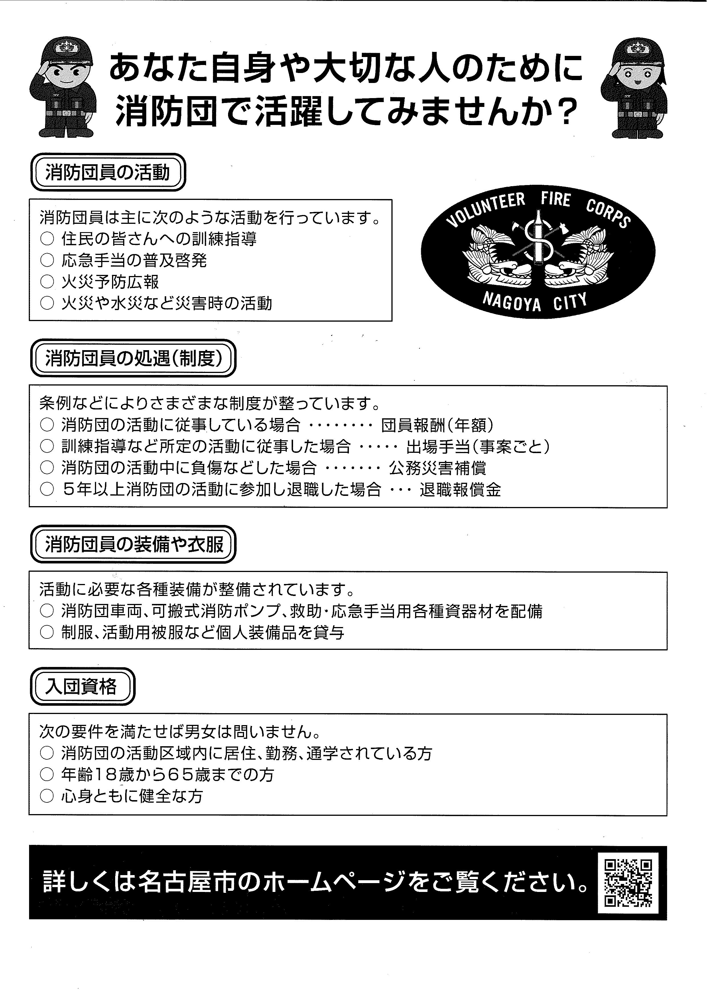 あなた自身や大切な人のために
消防団で活躍してみませんか？
消防団員の活動
消防団員は主に次のような活動を行っています。
○ 住民の皆さんへの訓練指導
○ 応急手当の普及啓発
○ 火災予防広報
○ 火災や水災など災害時の活動
VOLUNTEER FIRE CORPS
NAGOYA CITY
消防団員の処遇（制度）
条例などによりさまざまな制度が整っています。
○ 消防団の活動に従事している場合 ‥‥‥‥ 団員報酬（年額）
○ 訓練指導など所定の活動に従事した場合 ‥‥・ 出場手当（事案ごと）
○ 消防団の活動中に負傷などした場合 ‥‥‥・ 公務災害補償
○ ５年以上消防団の活動に参加し退職した場合 ‥・ 退職報償金
消防団員の装備や衣服
活動に必要な各種装備が整備されています。
○ 消防団車両、可搬式消防ポンプ、救助・応急手当用各種資器材を配備
○ 制服、活動用被服など個人装備品を貸与
入団資格
次の要件を満たせば男女は問いません。
○ 消防団の活動区域内に居住、勤務、通学されている方
○ 年齢１８歳から６５歳までの方
○ 心身ともに健全な方
詳しくは名古屋市のホームページをご覧ください。